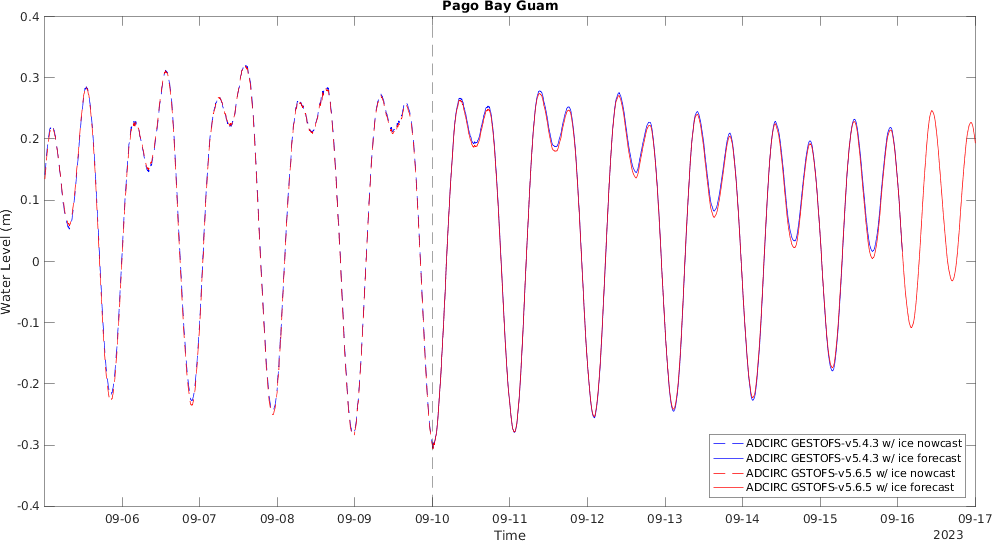 Pago Bay Guam
0.4
0.3
0.2
0.1
0
-0.1
-0.2
-0.3
-0.4
Water Level (m)
ADCIRC GESTOFS-v5.4.3 w/ ice nowcast
ADCIRC GESTOFS-v5.4.3 w/ ice forecast
ADCIRC GSTOFS-v5.6.5 w/ ice nowcast
ADCIRC GSTOFS-v5.6.5 w/ ice forecast
09-06 09-07 09-08 09-09 09-10 09-11 09-12 09-13 09-14 09-15 09-16 09-17
Time
2023